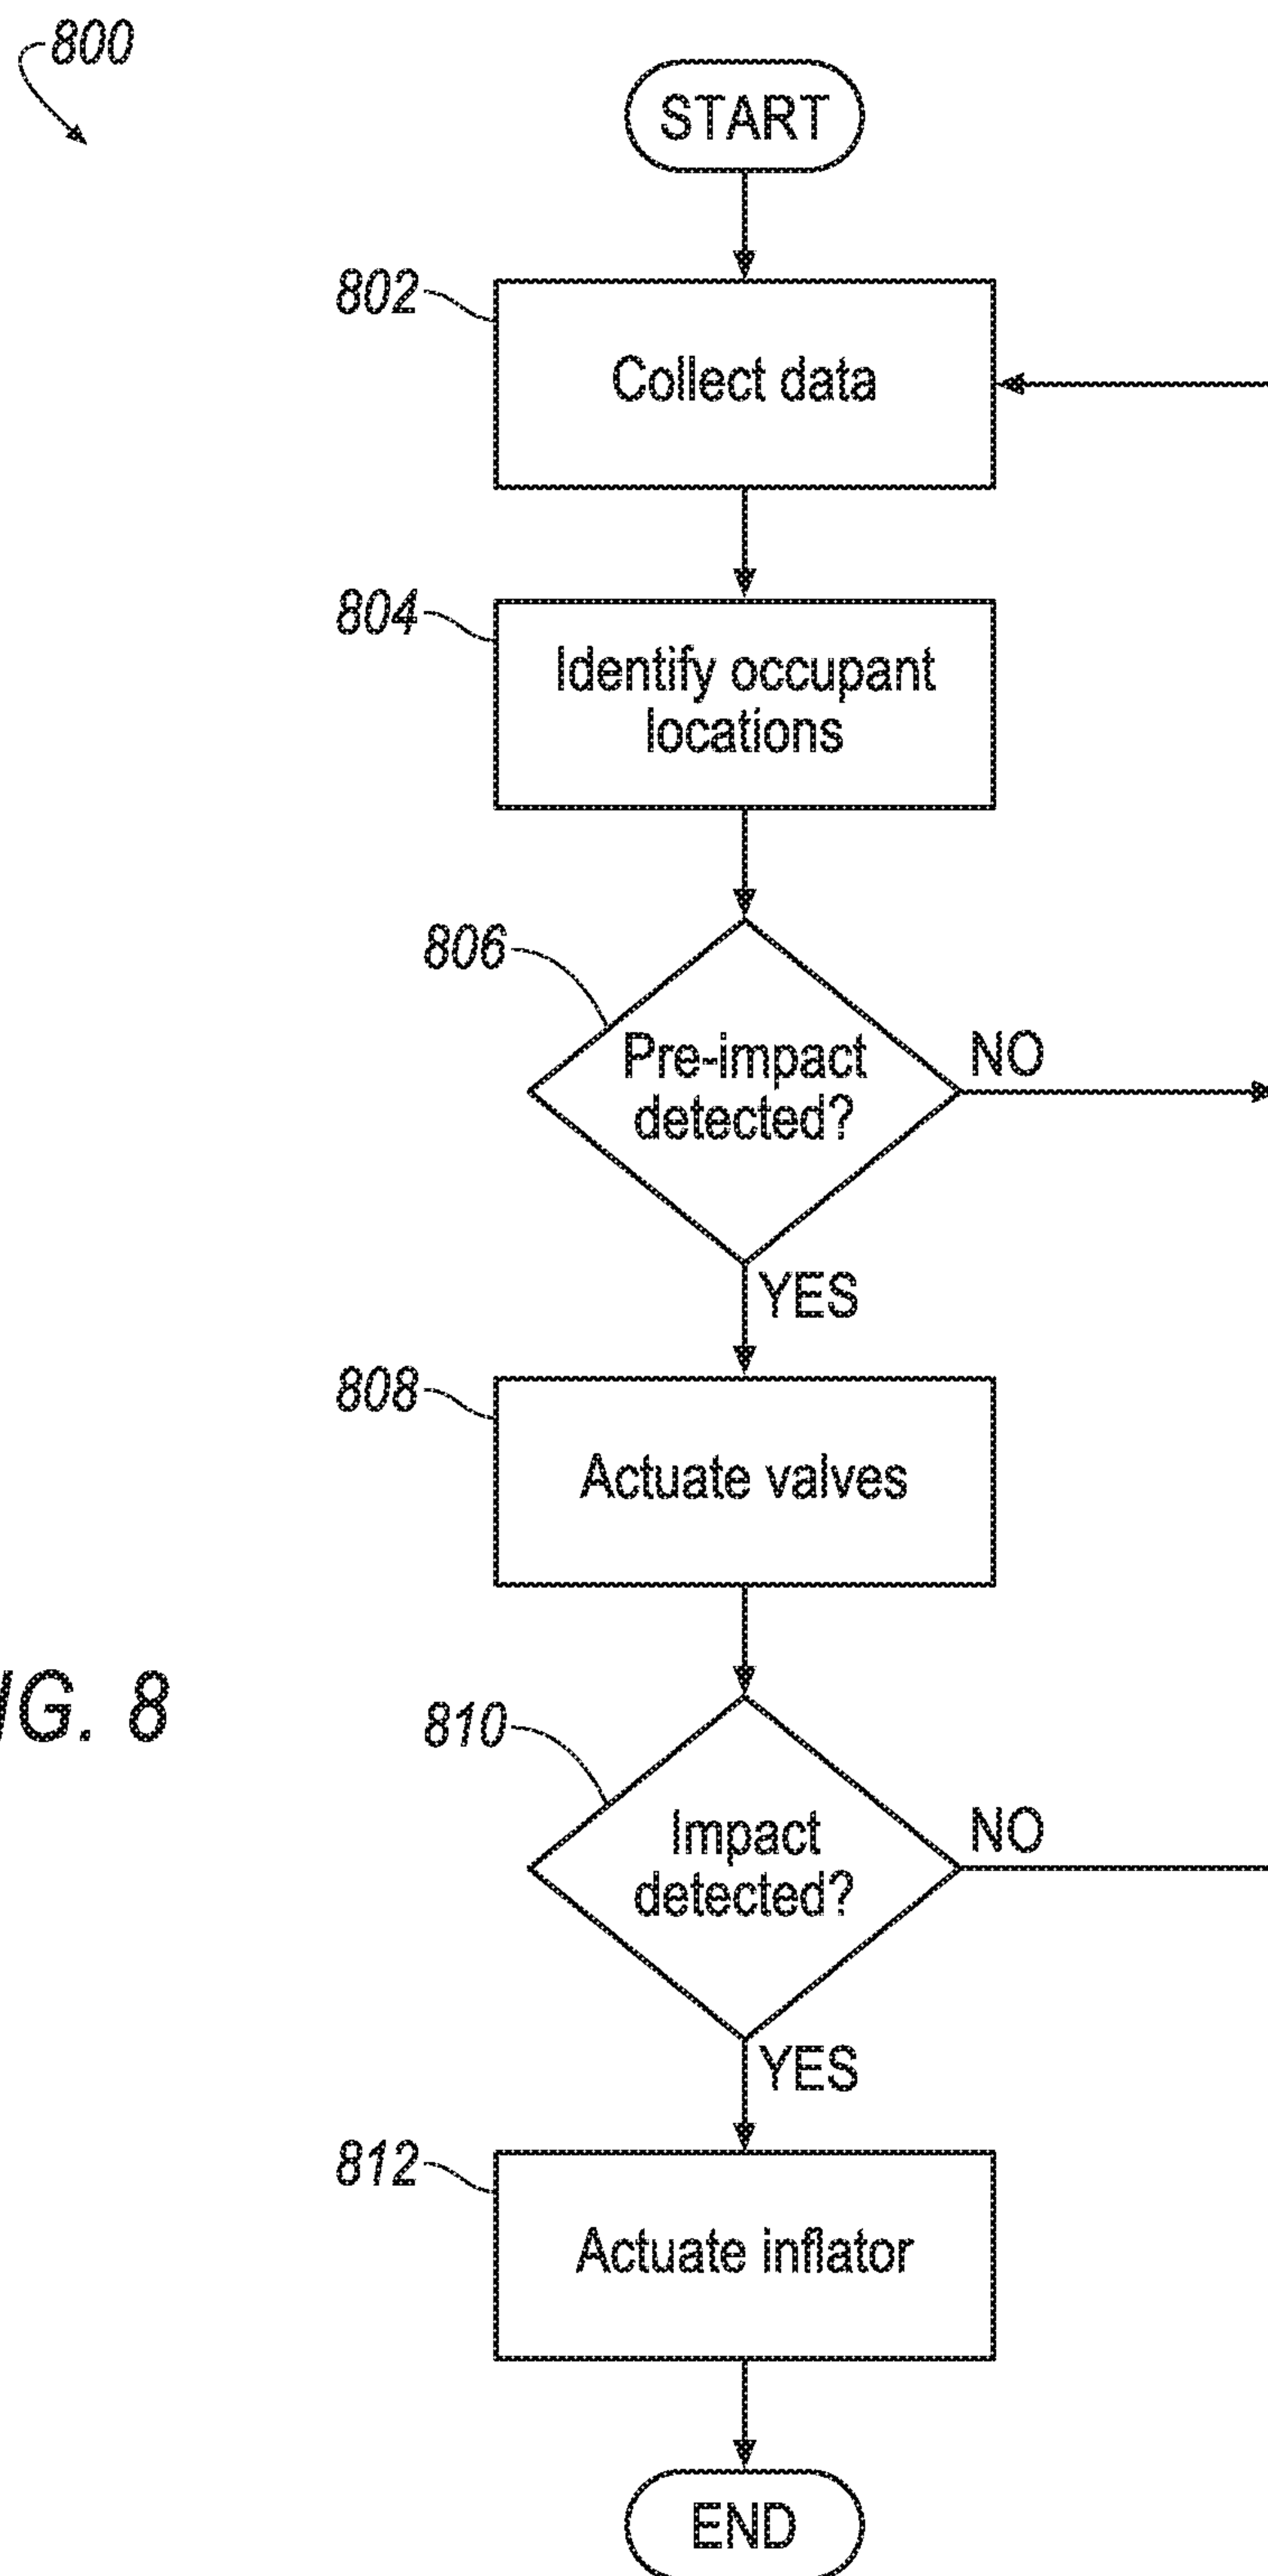 800
START
802
Collect data
804
Identify occupant
locations
806
Pre-impact
detected?
NO
YES
808
Actuate valves
IG. 8
810
Impact
detected?
NO
YES
812
Actuate inflator
END